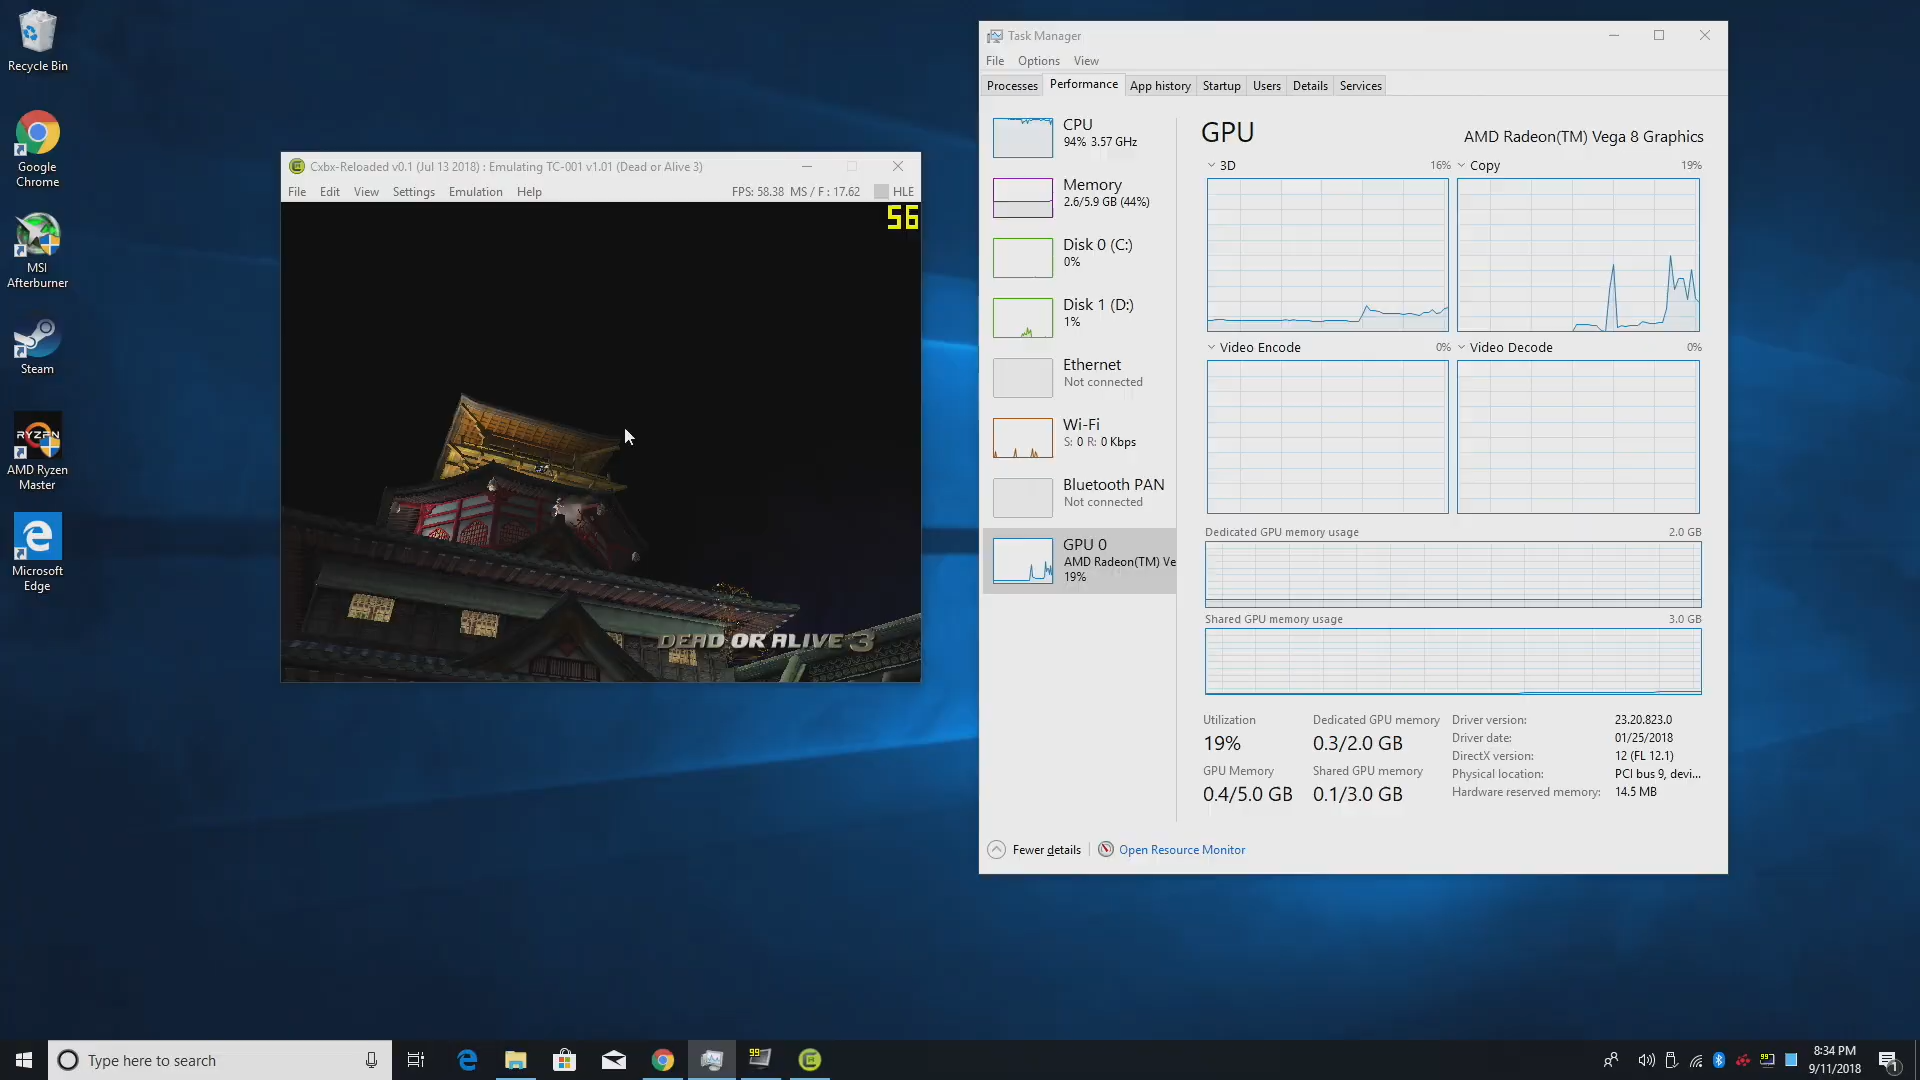 Recycle Bin
Google
Chrome
MSI
Afterburner
Steam
RYZEN
AMD Ryzen
Master
Microsoft
Edge
Cxbx-Reloaded v0.1 (Jul 13 2018) : Emulating TC-001 v1.01 (Dead or Alive 3)
File Edit View Settings Emulation Help FPS: 58.38 MS / F : 17.62 HLE
56
DEAD OR ALIVE 3
Task Manager
File Options View
Processes Performance App history Startup Users Details Services
CPU
94% 3.57 GHz
Memory
2.6/5.9 GB (44%)
Disk 0 (C:)
0%
Disk 1 (D:)
1%
Ethernet
Not connected
Wi-Fi
S: 0 R: 0 Kbps
Bluetooth PAN
Not connected
GPU 0
AMD Radeon(TM) Ve
19%
GPU AMD Radeon(TM) Vega 8 Graphics
3D 16% Copy 19%
Video Encode 0% Video Decode 0%
Dedicated GPU memory usage 2.0 GB
Shared GPU memory usage 3.0 GB
Utilization
19%
Dedicated GPU memory
0.3/2.0 GB
GPU Memory
0.4/5.0 GB
Shared GPU memory
0.1/3.0 GB
Driver version: 23.20.823.0
Driver date: 01/25/2018
DirectX version: 12 (FL 12.1)
Physical location: PCI bus 9, devi...
Hardware reserved memory: 14.5 MB
Fewer details Open Resource Monitor
Type here to search
99
99
8:34 PM
9/11/2018
1